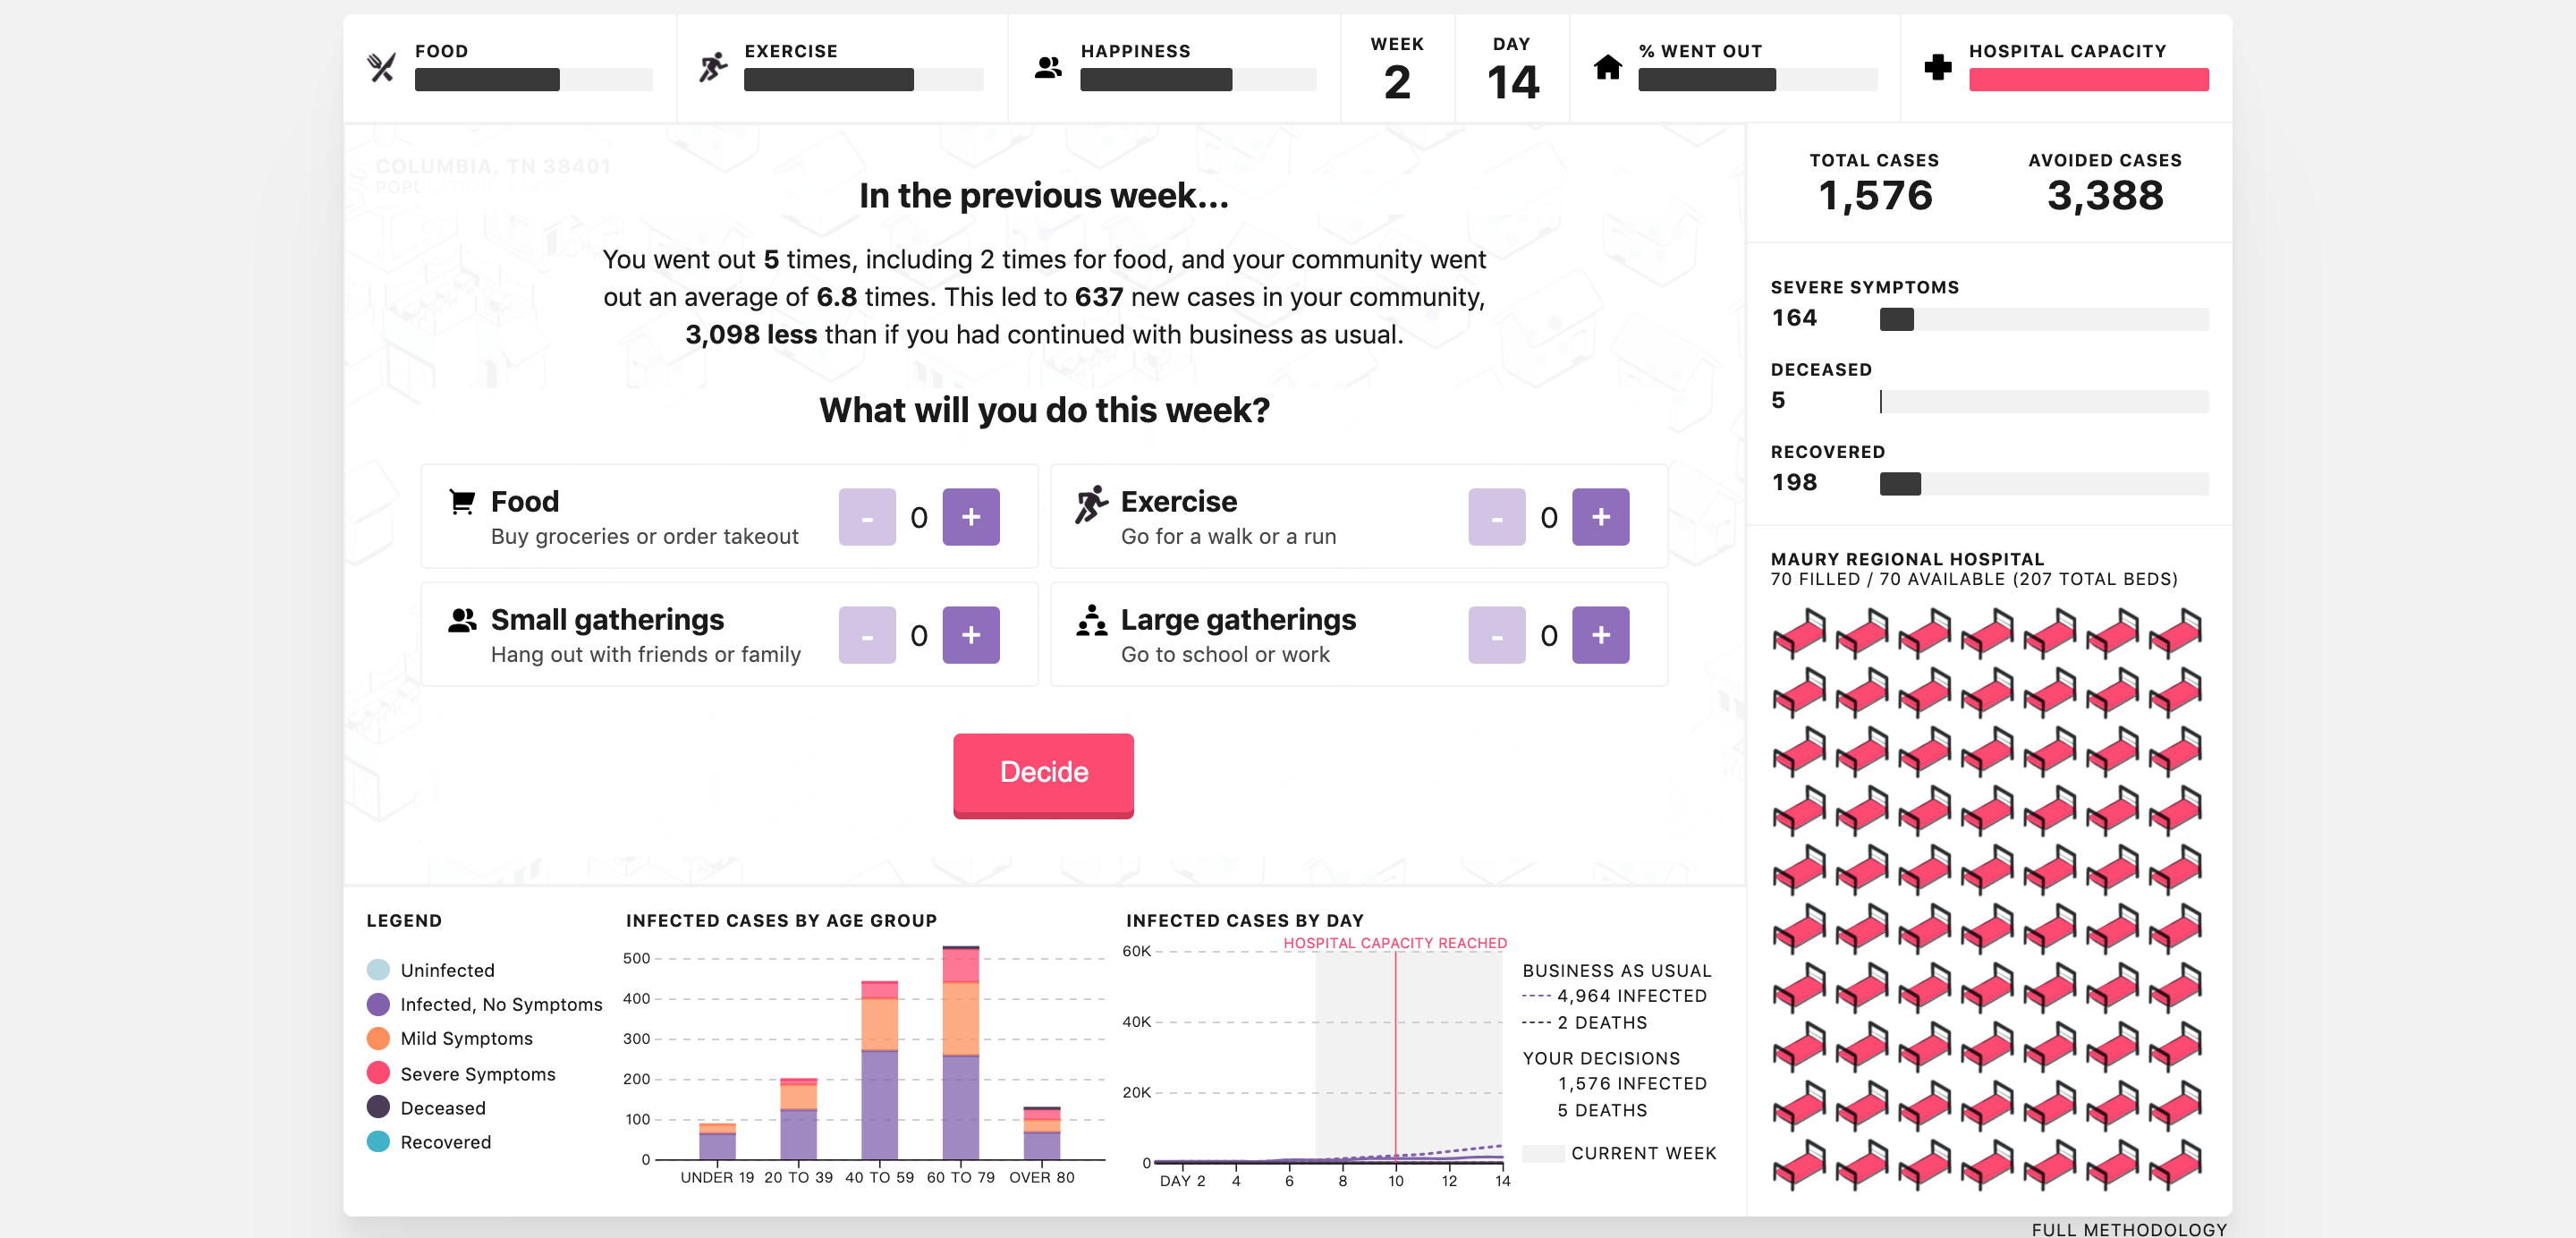 FOOD
EXERCISE
HAPPINESS
WEEK
2
DAY
14
% WENT OUT
HOSPITAL CAPACITY
COLUMBIA, TN 38401
In the previous week...
You went out 5 times, including 2 times for food, and your community went
out an average of 6.8 times. This led to 637 new cases in your community,
3,098 less than if you had continued with business as usual.
What will you do this week?
Food
Buy groceries or order takeout
- 0 +
Exercise
Go for a walk or a run
- 0 +
Small gatherings
Hang out with friends or family
- 0 +
Large gatherings
Go to school or work
- 0 +
Decide
TOTAL CASES
1,576
AVOIDED CASES
3,388
SEVERE SYMPTOMS
164
DECEASED
5
RECOVERED
198
MAURY REGIONAL HOSPITAL
70 FILLED / 70 AVAILABLE (207 TOTAL BEDS)
LEGEND
Uninfected
Infected, No Symptoms
Mild Symptoms
Severe Symptoms
Deceased
Recovered
INFECTED CASES BY AGE GROUP
500
400
300
200
100
0
UNDER 19 20 TO 39 40 TO 59 60 TO 79 OVER 80
INFECTED CASES BY DAY
HOSPITAL CAPACITY REACHED
60K
40K
20K
0
DAY 2 4 6 8 10 12 14
BUSINESS AS USUAL
4,964 INFECTED
2 DEATHS
YOUR DECISIONS
1,576 INFECTED
5 DEATHS
CURRENT WEEK
FULL METHODOLOGY